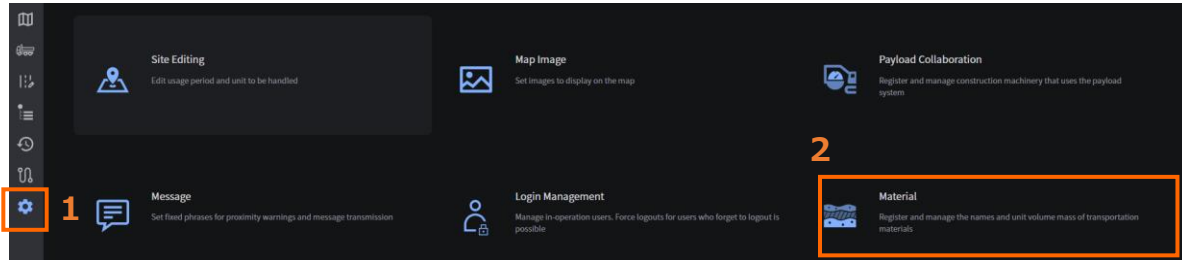 Site Editing
Edit usage period and unit to be handled
Map Image
Set images to display on the map
Payload Collaboration
Register and manage construction machinery that uses the payload
system
2
1
Message
Set fixed phrases for proximity warnings and message transmission
Login Management
Manage in-operation users. Force logouts for users who forget to logout is
possible
Material
Register and manage the names and unit volume mass of transportation
materials